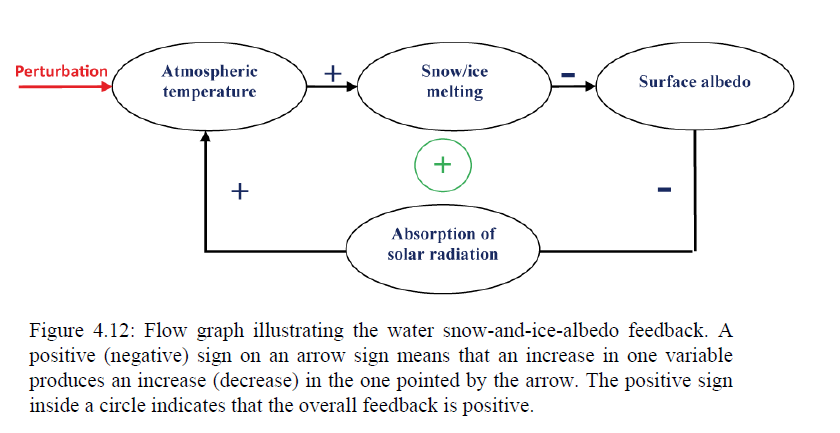 Perturbation
Atmospheric
temperature
+
Snow/ice
melting
-
Surface albedo
+
+
-
Absorption of
solar radiation
Figure 4.12: Flow graph illustrating the water snow-and-ice-albedo feedback. A
positive (negative) sign on an arrow sign means that an increase in one variable
produces an increase (decrease) in the one pointed by the arrow. The positive sign
inside a circle indicates that the overall feedback is positive.